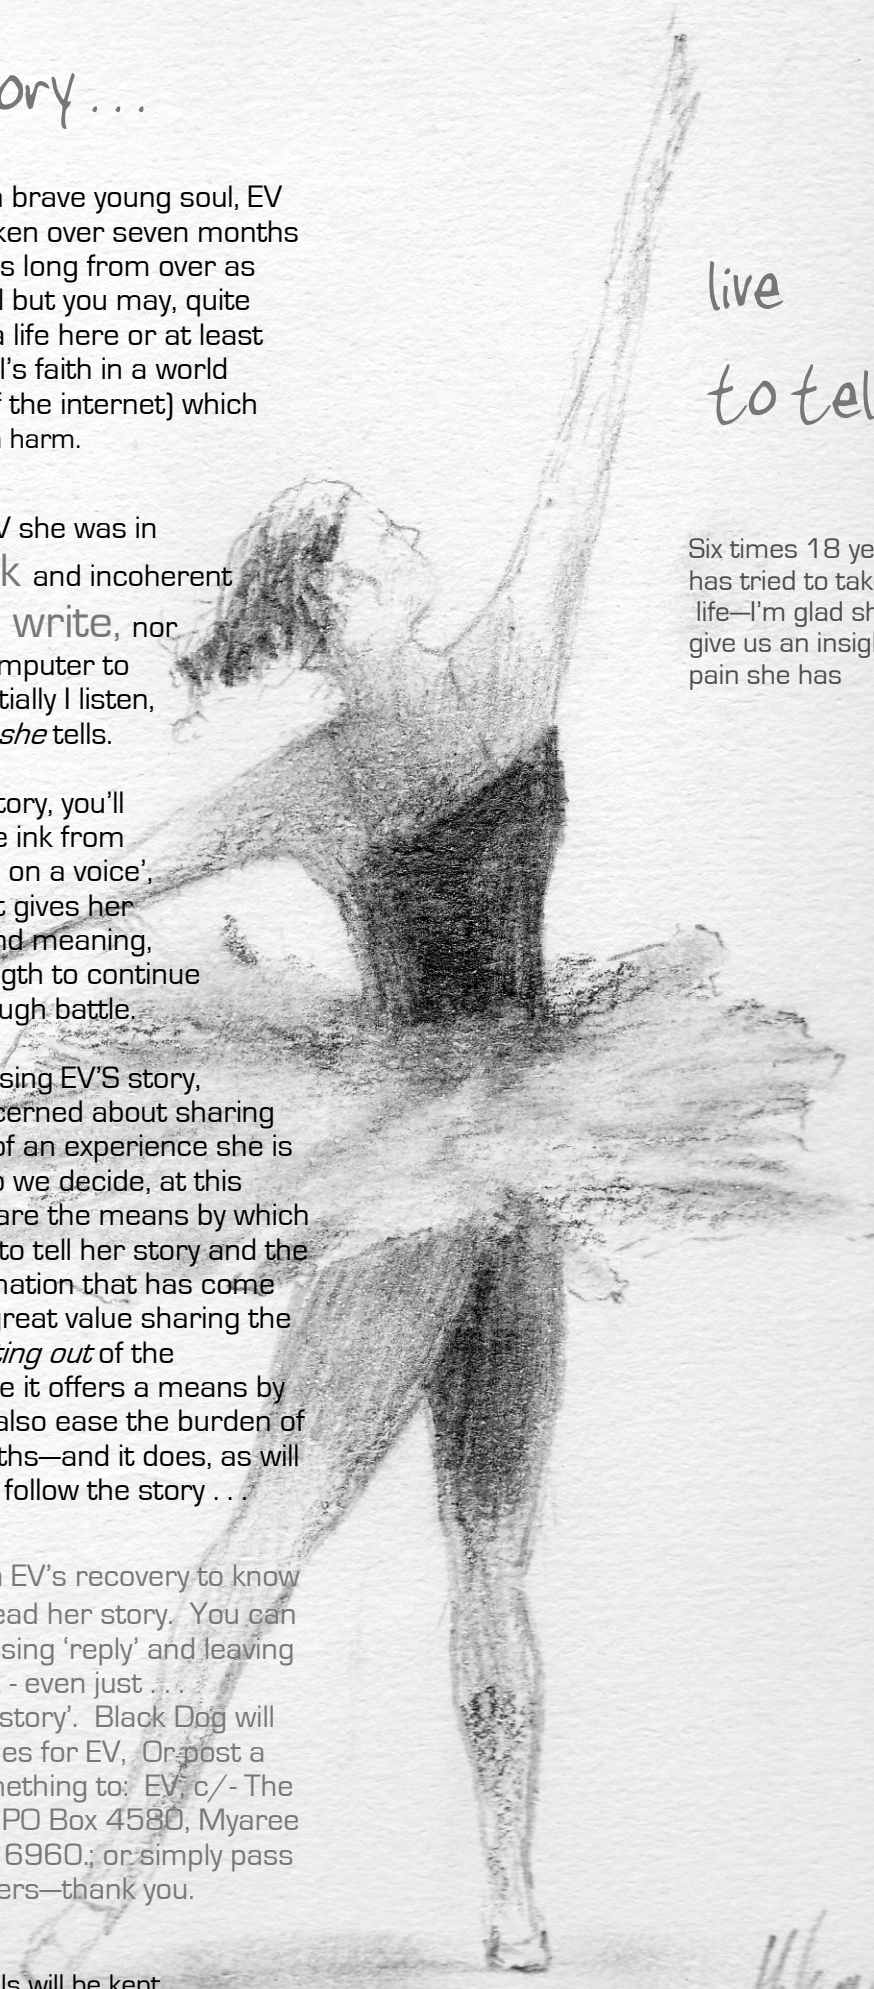 ory...
brave young soul, EV
ken over seven months
s long from over as
but you may, quite
a life here or at least
l's faith in a world
f the internet) which
harm.
V she was in
k and incoherent
write, nor
mputer to
tially I listen,
she tells.
tory, you'll
e ink from
on a voice',
t gives her
nd meaning,
gth to continue
ugh battle.
sing EV'S story,
cerned about sharing
of an experience she is
o we decide, at this
are the means by which
to tell her story and the
mation that has come
great value sharing the
ting out of the
e it offers a means by
also ease the burden of
ths—and it does, as will
follow the story . . .
EV's recovery to know
ead her story.  You can
sing 'reply' and leaving
- even just . . .
story'.  Black Dog will
es for EV,  Or post a
mething to:  EV, c/- The
PO Box 4580, Myaree
6960.; or simply pass
ers—thank you.
ls will be kept
live
to tel
Six times 18 ye
has tried to tak
life—I'm glad sh
give us an insig
pain she has